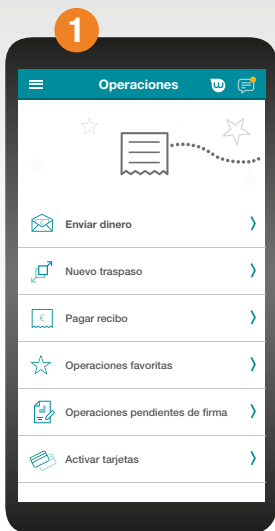 1
Operaciones
Enviar dinero
Nuevo traspaso
€
Pagar recibo
Operaciones favoritas
Operaciones pendientes de firma
Activar tarjetas